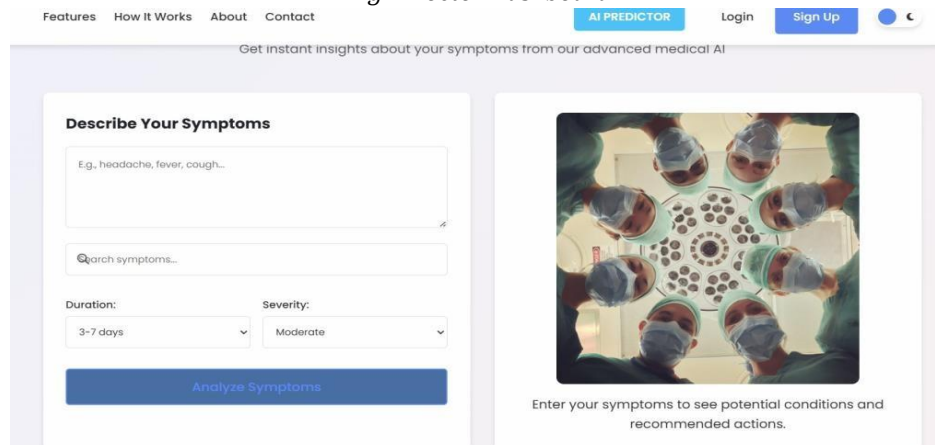 Features How It Works About Contact AI PREDICTOR Login Sign Up
Get instant insights about your symptoms from our advanced medical AI
Describe Your Symptoms
E.g., headache, fever, cough...
Search symptoms...
Duration: Severity:
3-7 days Moderate
Analyze Symptoms
Enter your symptoms to see potential conditions and
recommended actions.